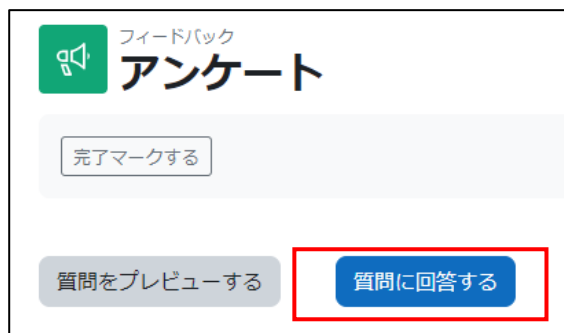 フィードバック
アンケート
完了マークする
質問をプレビューする
質問に回答する